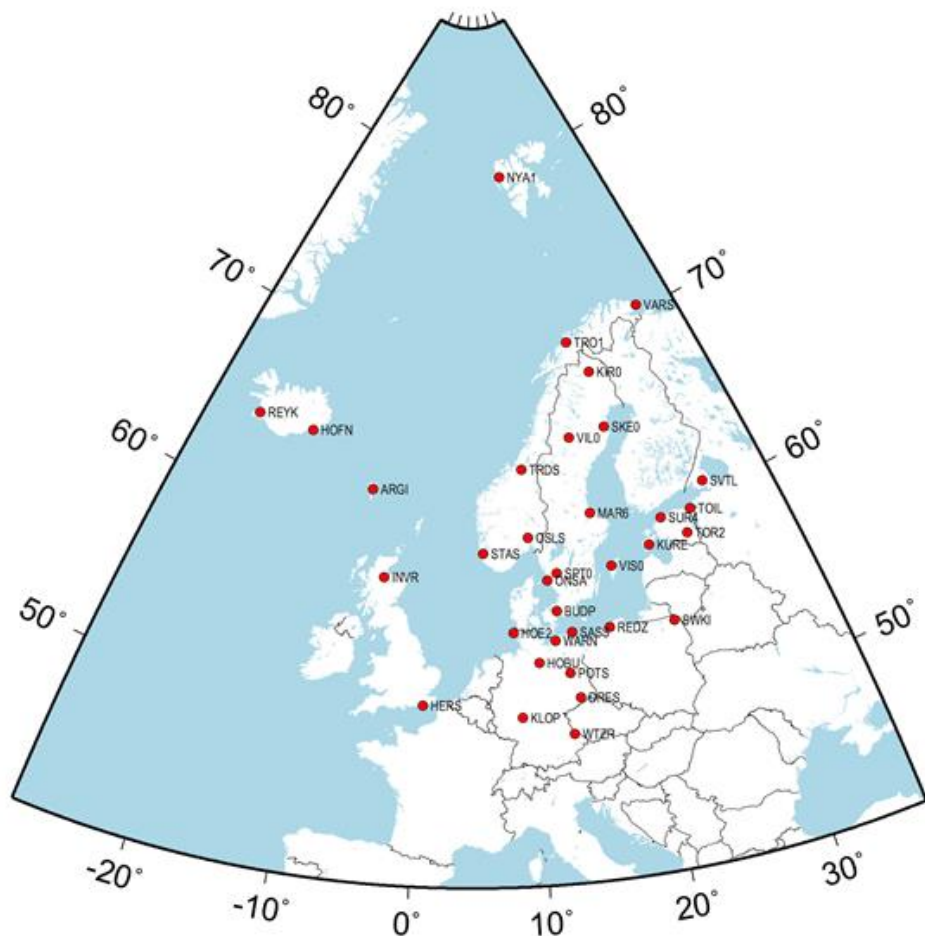 80°
80°
NYA1
70°
70°
VARS
TRO1
KIR0
REYK
HOFN
SKE0
VIL0
60°
60°
TRDS
SVTL
ARGI
TOIL
MAR6
SUR4
TOR2
OSLS
KURE
STAS
VIS0
SPT0
INVR
ONSA
BUDP
50°
50°
SWKI
REDZ
HOE2
SASS
WARN
HOBU
POTS
DRES
HERS
KLOP
WTZR
-20°
-10°
0°
10°
20°
30°